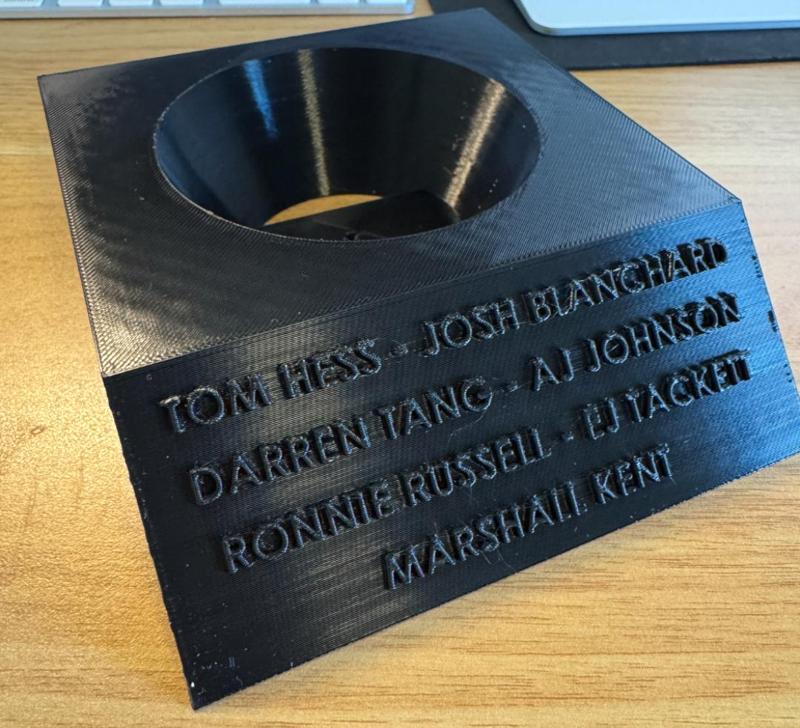 TOM HESS - JOSH BLANCHARD
DARREN TANG - AJ JOHNSON
RONNIE RUSSELL - EJ TACKETT
MARSHALL KENT